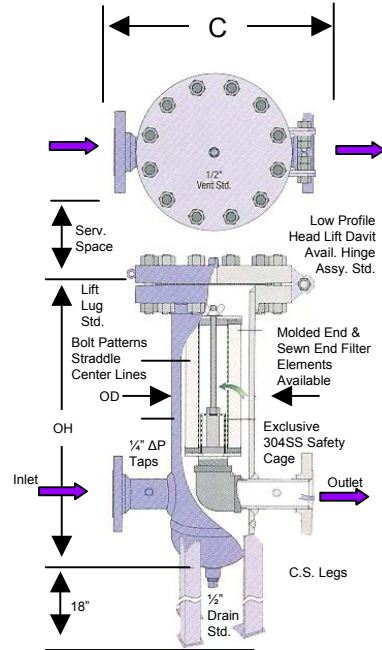 C
1/2"
Vent Std.
Serv.
Space
Low Profile
Head Lift Davit
Avail. Hinge
Assy. Std.
Lift
Lug
Std.
Bolt Patterns
Straddle
Center Lines
Molded End &
Sewn End Filter
Elements
Available
OD
OH
¼" ΔP
Taps
Exclusive
304SS Safety
Cage
Inlet
Outlet
18"
½"
Drain
Std.
C.S. Legs